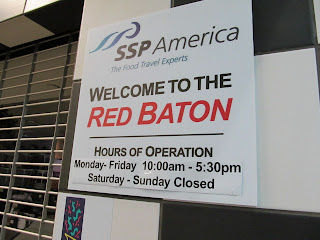 SSP America
The Food Travel Experts
WELCOME TO THE
RED BATON
HOURS OF OPERATION
Monday- Friday 10:00am - 5:30pm
Saturday - Sunday Closed